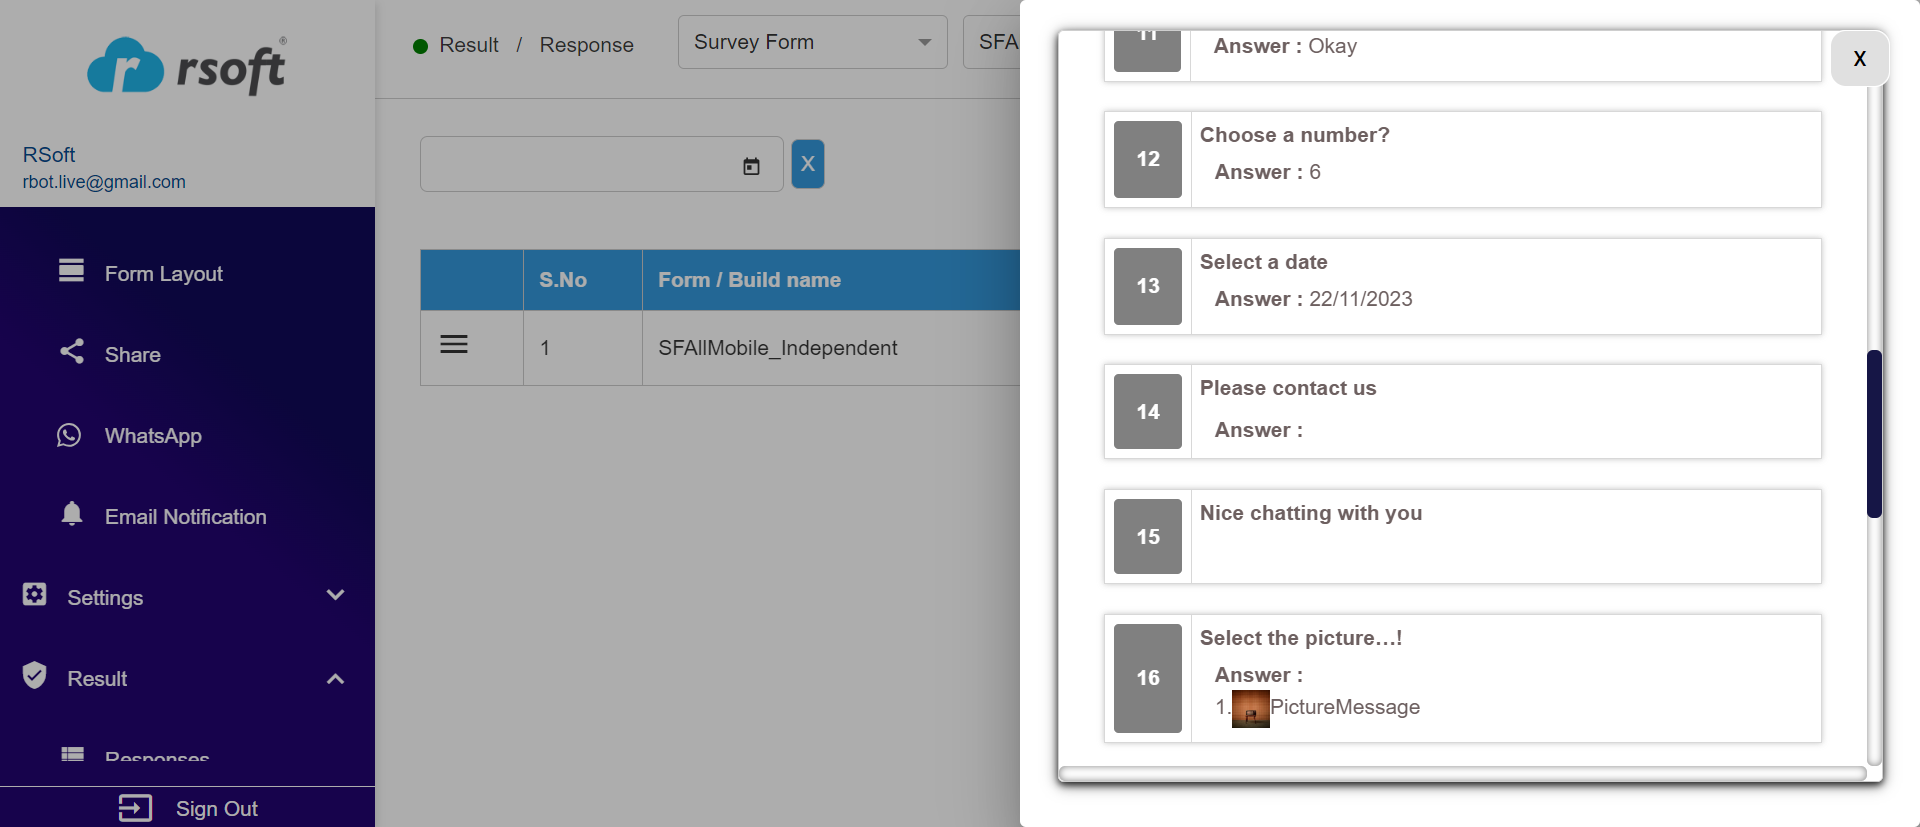 r rsoft ®
RSoft
rbot.live@gmail.com
Form Layout
Share
WhatsApp
Email Notification
Settings
Result
Responses
Sign Out
Result / Response
Survey Form
SFA
X
S.No
Form / Build name
1
SFAllMobile_Independent
X
11
Answer : Okay
12
Choose a number?
Answer : 6
13
Select a date
Answer : 22/11/2023
14
Please contact us
Answer :
15
Nice chatting with you
16
Select the picture...!
Answer :
1. PictureMessage